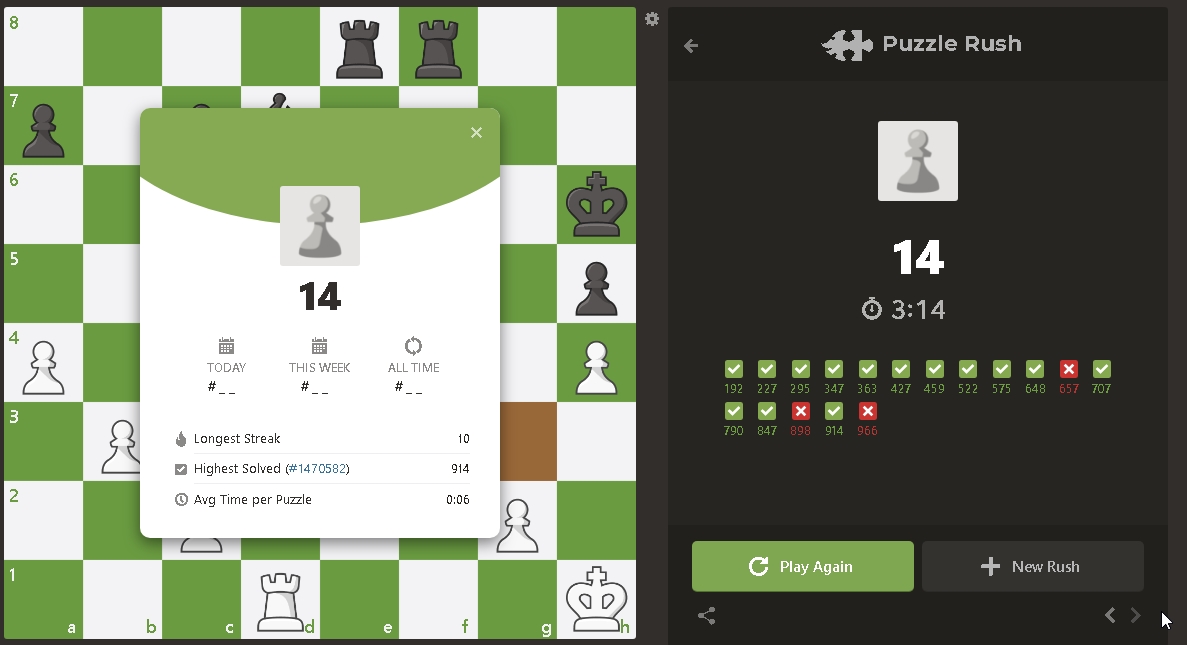 8
7
6
5
4
3
2
1
a b c d e f g h
14
TODAY THIS WEEK ALL TIME
#_ _ #_ _ #_ _
Longest Streak 10
Highest Solved (#1470582) 914
Avg Time per Puzzle 0:06
Puzzle Rush
14
3:14
192 227 295 347 363 427 459 522 575 648 657 707
790 847 898 914 966
Play Again
New Rush